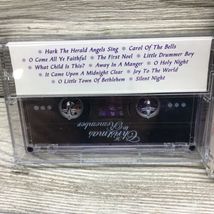 • Hark The Herald Angels Sing • Carol Of The Bells
• O Come All Ye Faithful • The First Noel • Little Drummer Boy
• What Child Is This? • Away In A Manger • O Holy Night
• It Came Upon A Midnight Clear • Joy To The World
• O Little Town Of Bethlehem • Silent Night
Christmas
to Remember